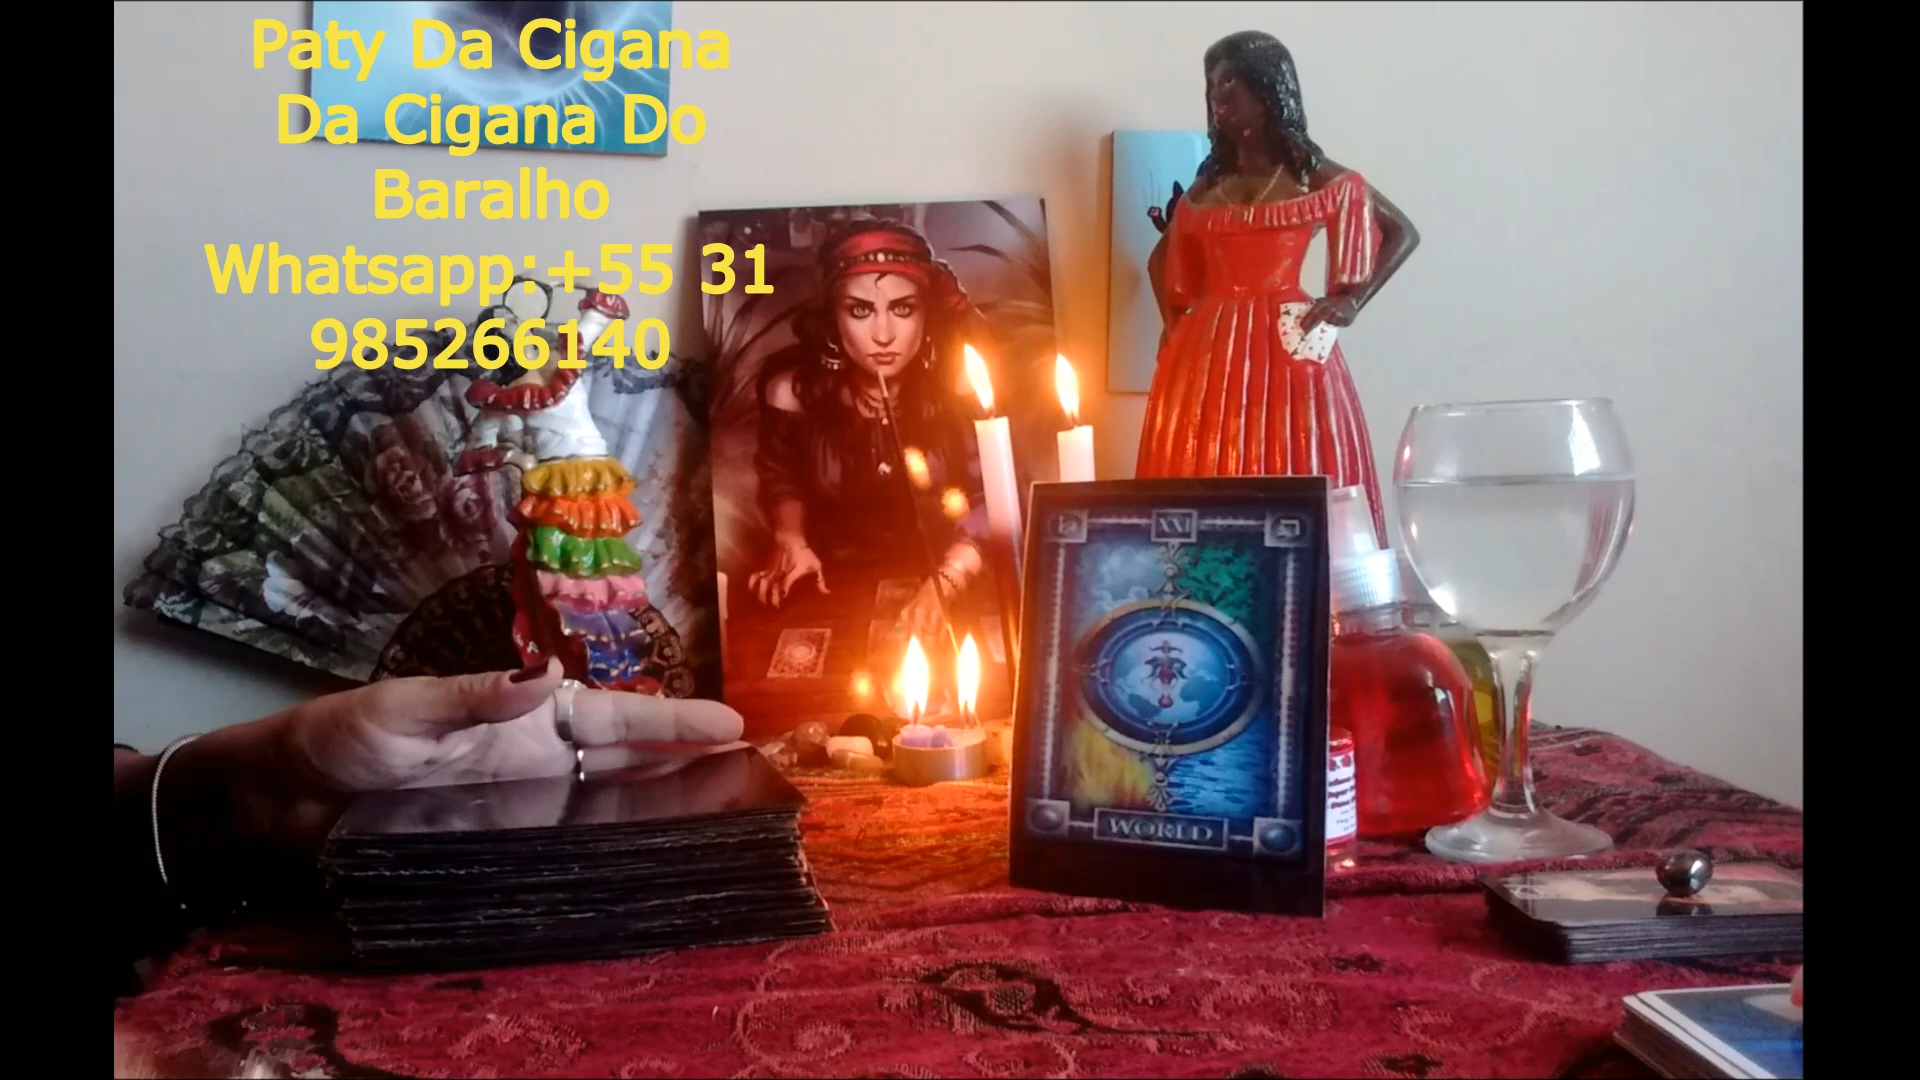 Paty Da Cigana
Da Cigana Do
Baralho
Whatsapp:+55 31
985266140
XXI
WORLD